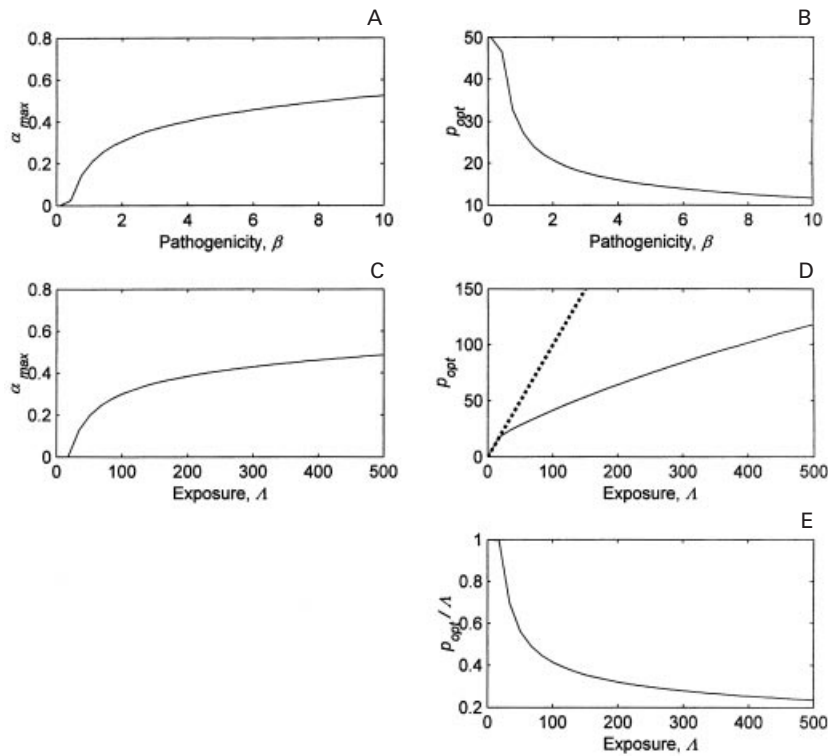 A
0.8
0.6
0.4
0.2
0
α max
0 2 4 6 8 10
Pathogenicity, β
B
50
40
30
20
10
p opt
0 2 4 6 8 10
Pathogenicity, β
C
0.8
0.6
0.4
0.2
0
α max
0 100 200 300 400 500
Exposure, Λ
D
150
100
50
0
p opt
0 100 200 300 400 500
Exposure, Λ
E
1
0.8
0.6
0.4
0.2
p opt / Λ
0 100 200 300 400 500
Exposure, Λ